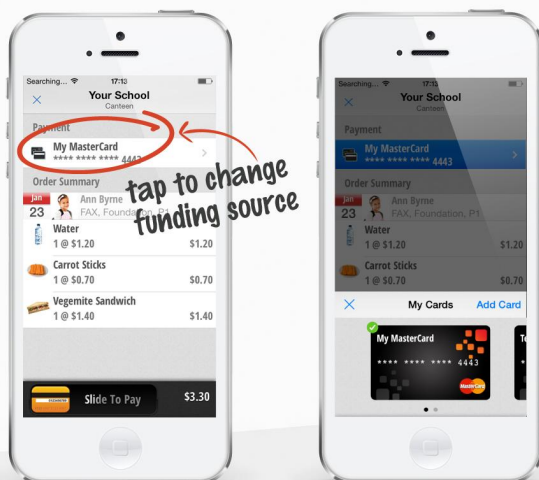 Searching... 17:13
Your School
Canteen
Payment
My MasterCard
**** **** **** 4443
Order Summary
Jan
23
Ann Byrne
FAX, Foundation, P1
Water
1 @ $1.20 $1.20
Carrot Sticks
1 @ $0.70 $0.70
Vegemite Sandwich
1 @ $1.40 $1.40
Slide To Pay $3.30
tap to change
funding source
Searching... 17:13
Your School
Canteen
Payment
My MasterCard
**** **** **** 4443
Order Summary
Jan
23
Ann Byrne
FAX, Foundation, P1
Water
1 @ $1.20 $1.20
Carrot Sticks
1 @ $0.70 $0.70
My Cards Add Card
My MasterCard
**** **** **** 4443
MasterCard